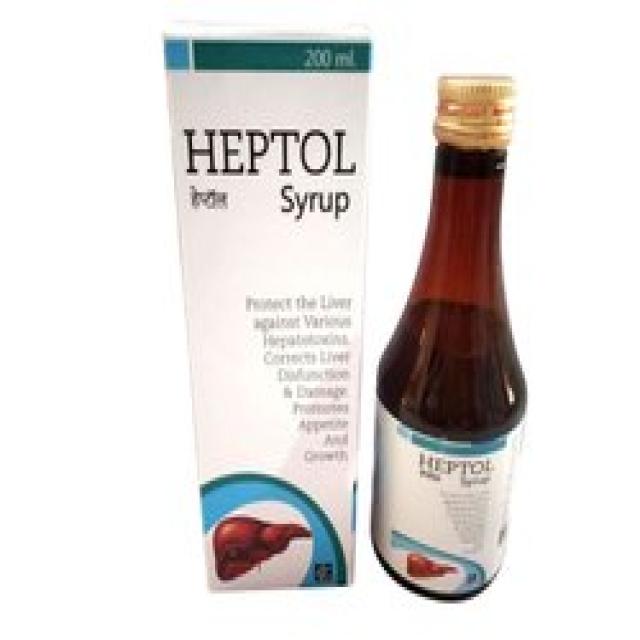 200 ml.
HEPTOL
हेप्टॉल
Syrup
Protect the Liver
against Various
Hepatotoxins,
Corrects Liver
Disfunction
& Damage.
Promotes
Appetite
And
Growth
HEPTOL
Syrup